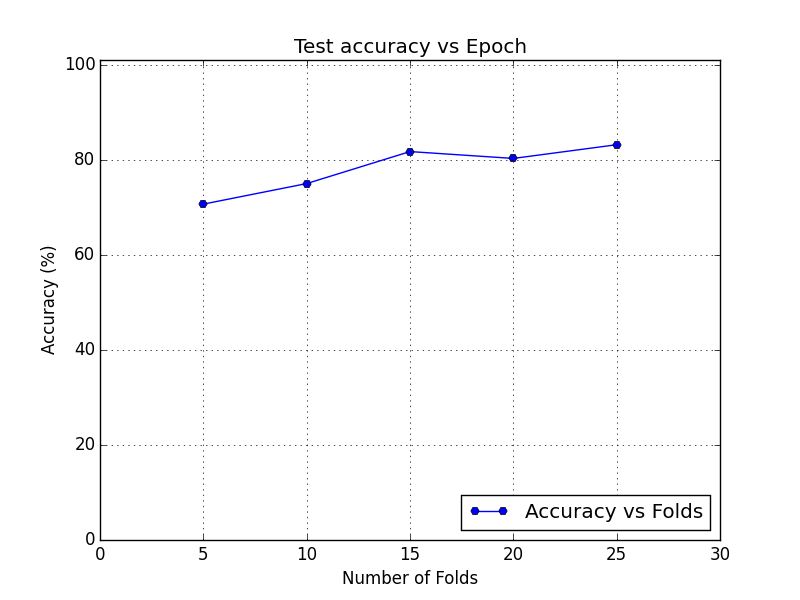 Test accuracy vs Epoch
100
80
60
40
20
0
Accuracy (%)
0 5 10 15 20 25 30
Number of Folds
Accuracy vs Folds